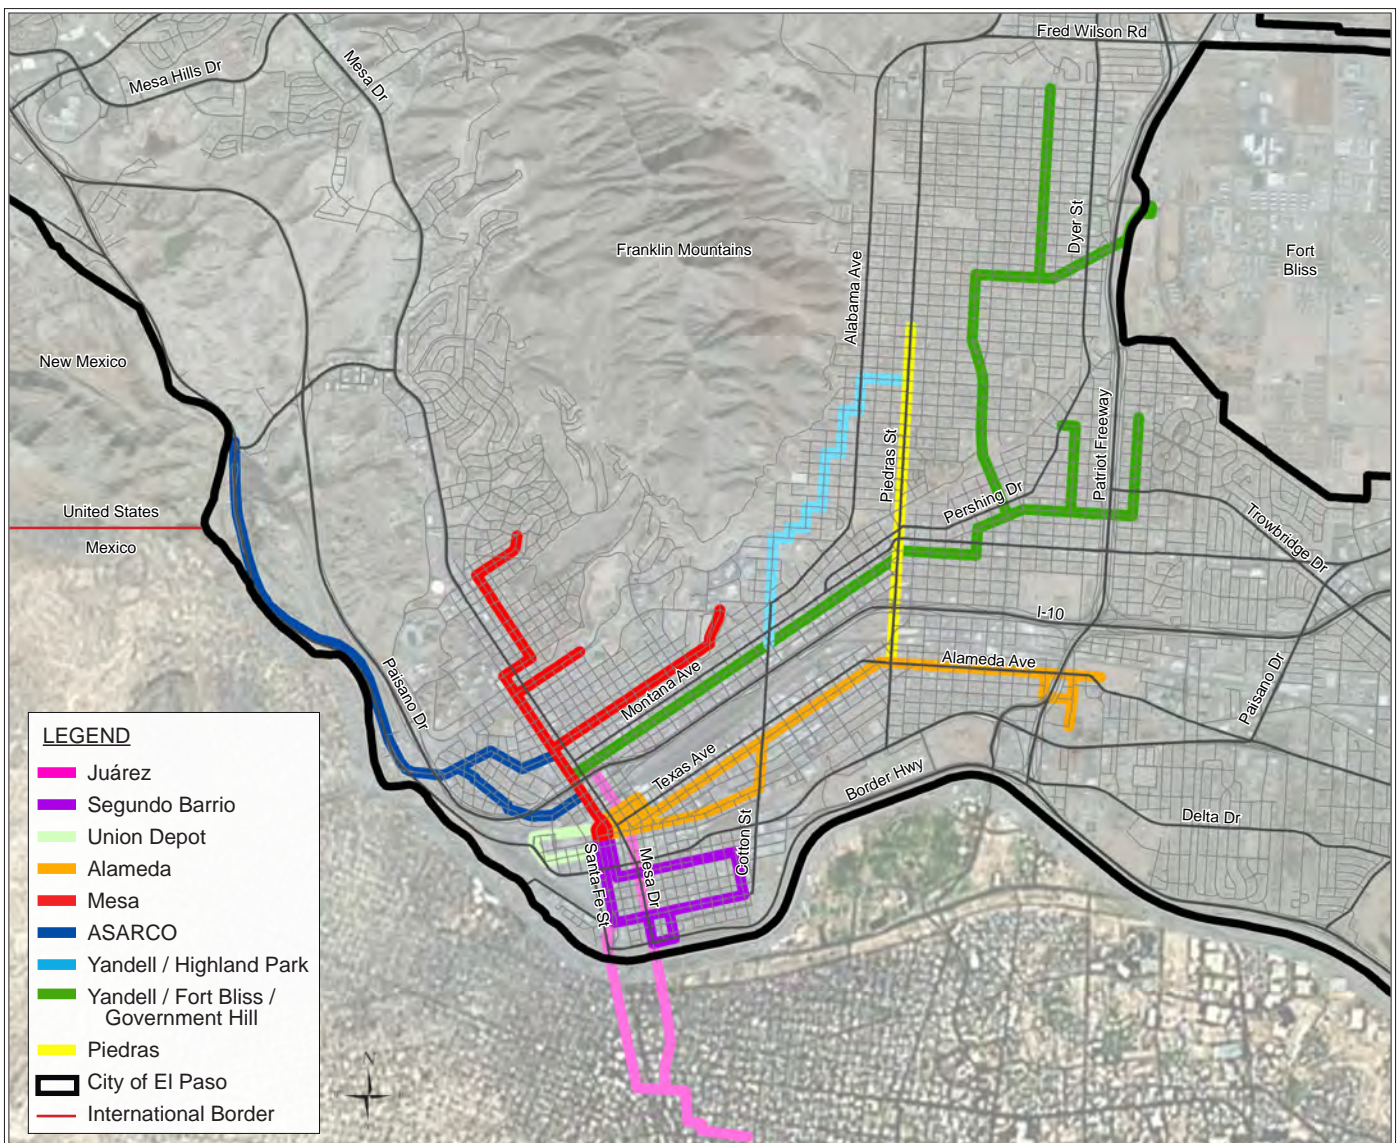 Fred Wilson Rd
Mesa Hills Dr
Mesa Dr
Dyer St
Franklin Mountains
Fort
Bliss
Alabama Ave
New Mexico
Patriot Freeway
Piedras St
Pershing Dr
United States
Mexico
Trowbridge Dr
I-10
Alameda Ave
Paisano Dr
Montana Ave
Paisano Dr
Texas Ave
Border Hwy
Delta Dr
Cotton St
Santa Fe St
Mesa Dr
LEGEND
Juárez
Segundo Barrio
Union Depot
Alameda
Mesa
ASARCO
Yandell / Highland Park
Yandell / Fort Bliss /
Government Hill
Piedras
City of El Paso
International Border
N